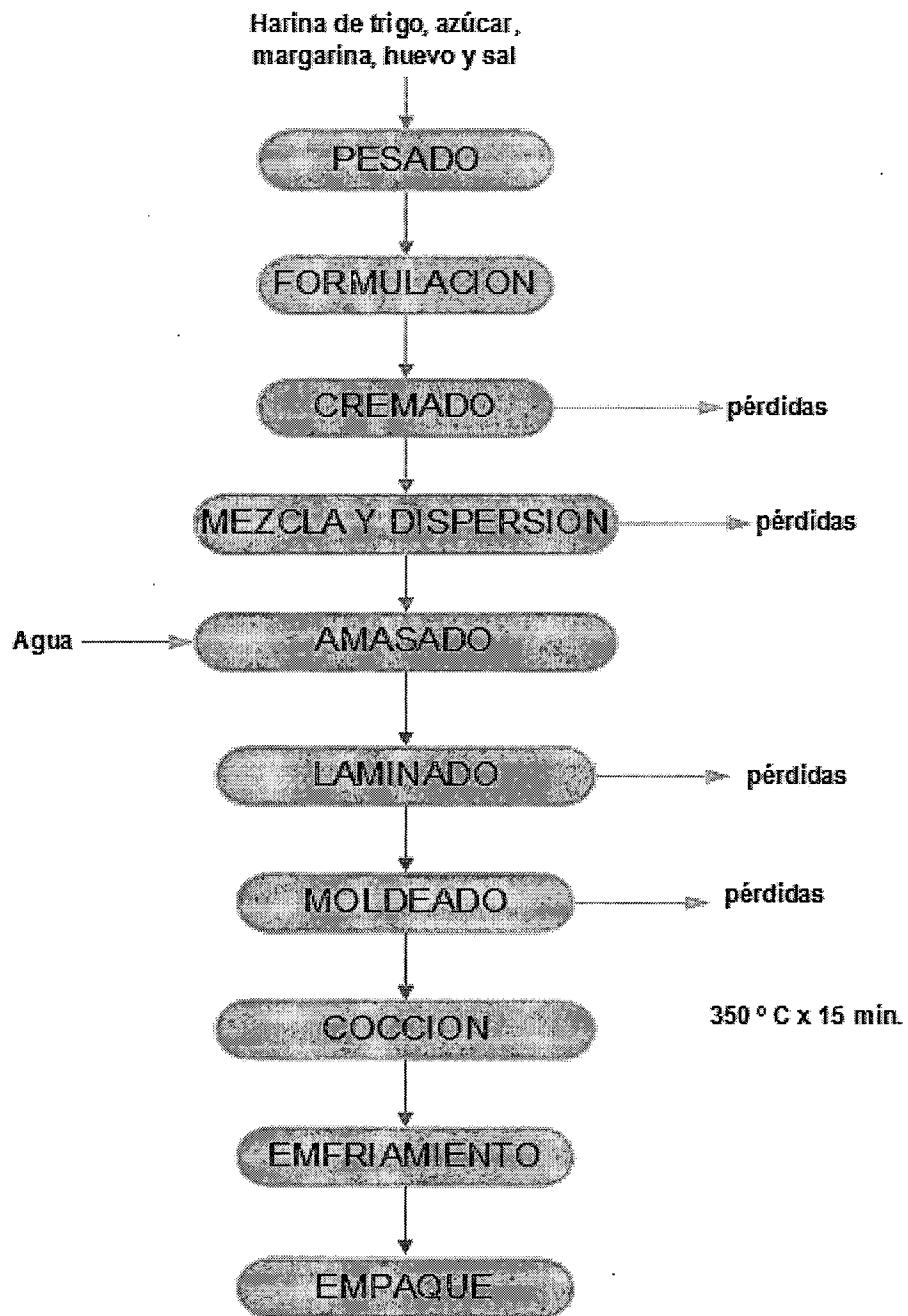 Harina de trigo, azúcar,
margarina, huevo y sal
PESADO
FORMULACION
CREMADO
pérdidas
MEZCLA Y DISPERSION
pérdidas
Agua
AMASADO
LAMINADO
pérdidas
MOLDEADO
pérdidas
COCCION
350 º C x 15 min.
EMFRIAMIENTO
EMPAQUE